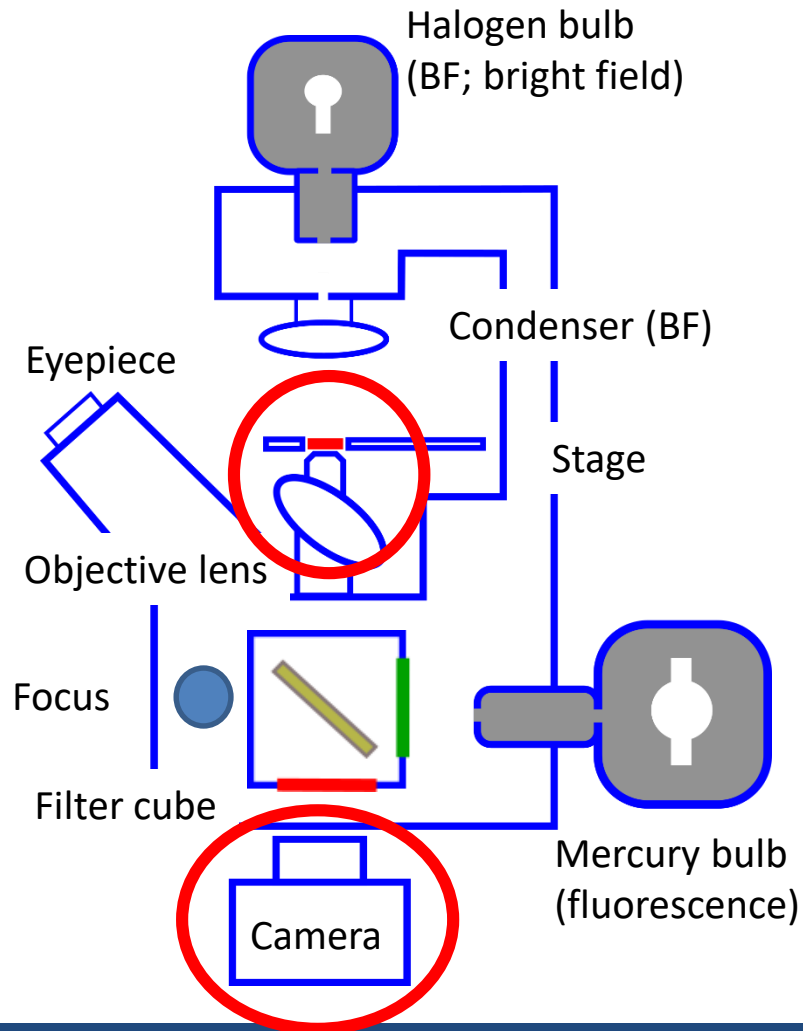 Halogen bulb
(BF; bright field)
Condenser (BF)
Eyepiece
Stage
Objective lens
Focus
Filter cube
Mercury bulb
(fluorescence)
Camera